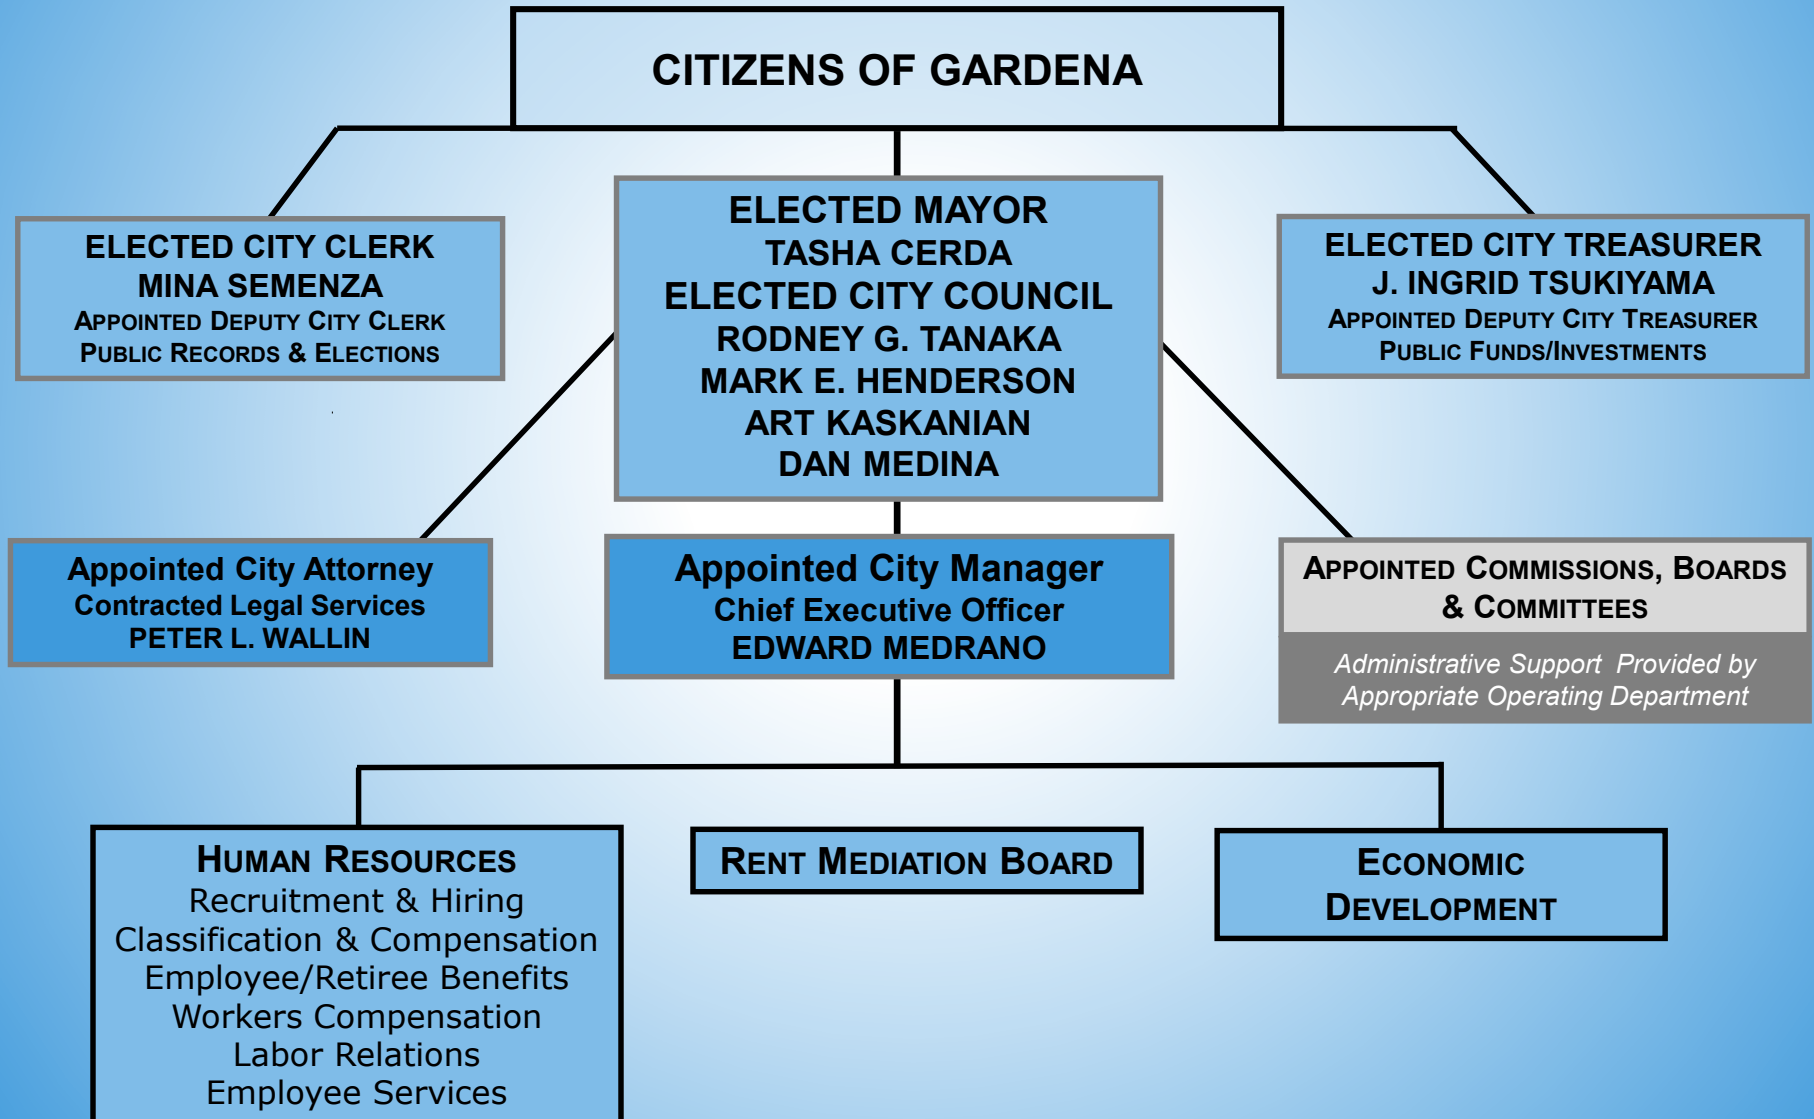 CITIZENS OF GARDENA
ELECTED CITY CLERK
MINA SEMENZA
APPOINTED DEPUTY CITY CLERK
PUBLIC RECORDS & ELECTIONS
ELECTED MAYOR
TASHA CERDA
ELECTED CITY COUNCIL
RODNEY G. TANAKA
MARK E. HENDERSON
ART KASKANIAN
DAN MEDINA
ELECTED CITY TREASURER
J. INGRID TSUKIYAMA
APPOINTED DEPUTY CITY TREASURER
PUBLIC FUNDS/INVESTMENTS
Appointed City Attorney
Contracted Legal Services
PETER L. WALLIN
Appointed City Manager
Chief Executive Officer
EDWARD MEDRANO
APPOINTED COMMISSIONS, BOARDS
& COMMITTEES
Administrative Support Provided by
Appropriate Operating Department
HUMAN RESOURCES
Recruitment & Hiring
Classification & Compensation
Employee/Retiree Benefits
Workers Compensation
Labor Relations
Employee Services
RENT MEDIATION BOARD
ECONOMIC
DEVELOPMENT